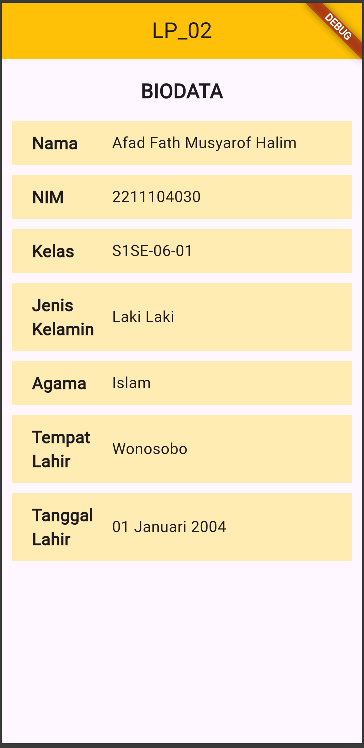 LP_02
DEBUG
BIODATA
Nama Afad Fath Musyarof Halim
NIM 2211104030
Kelas S1SE-06-01
Jenis
Kelamin Laki Laki
Agama Islam
Tempat
Lahir Wonosobo
Tanggal
Lahir 01 Januari 2004